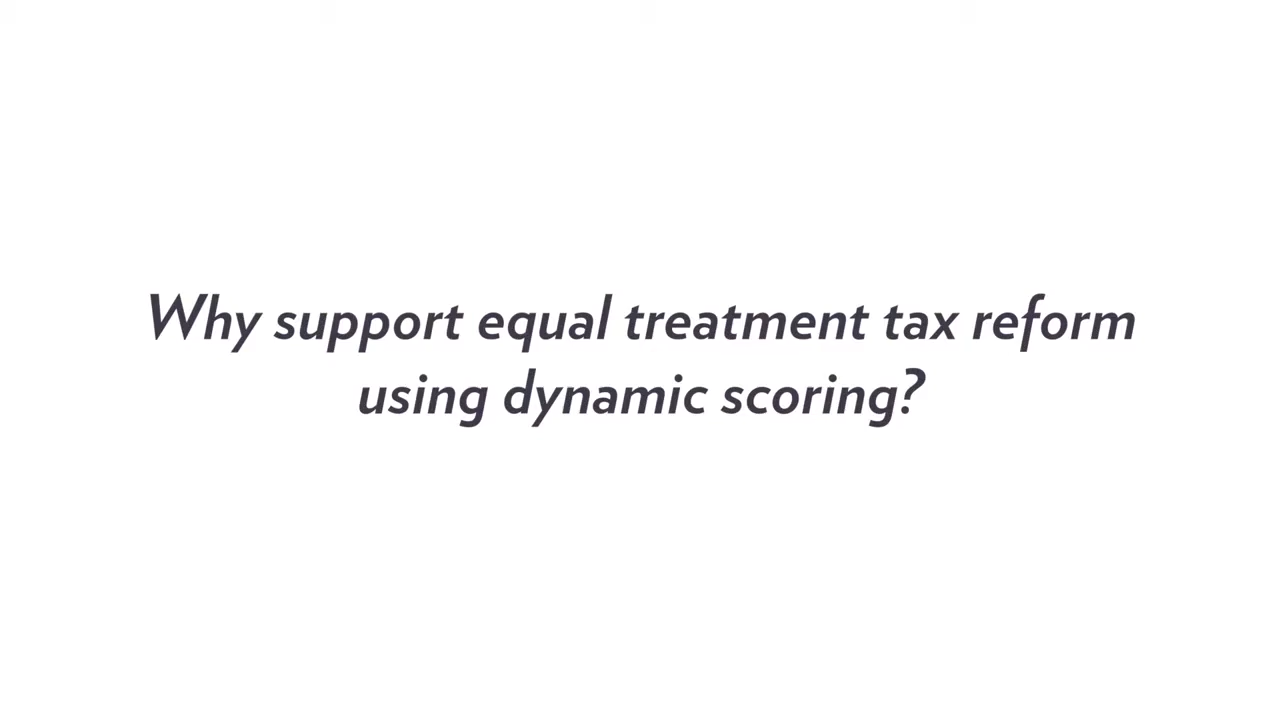 Why support equal treatment tax reform
using dynamic scoring?